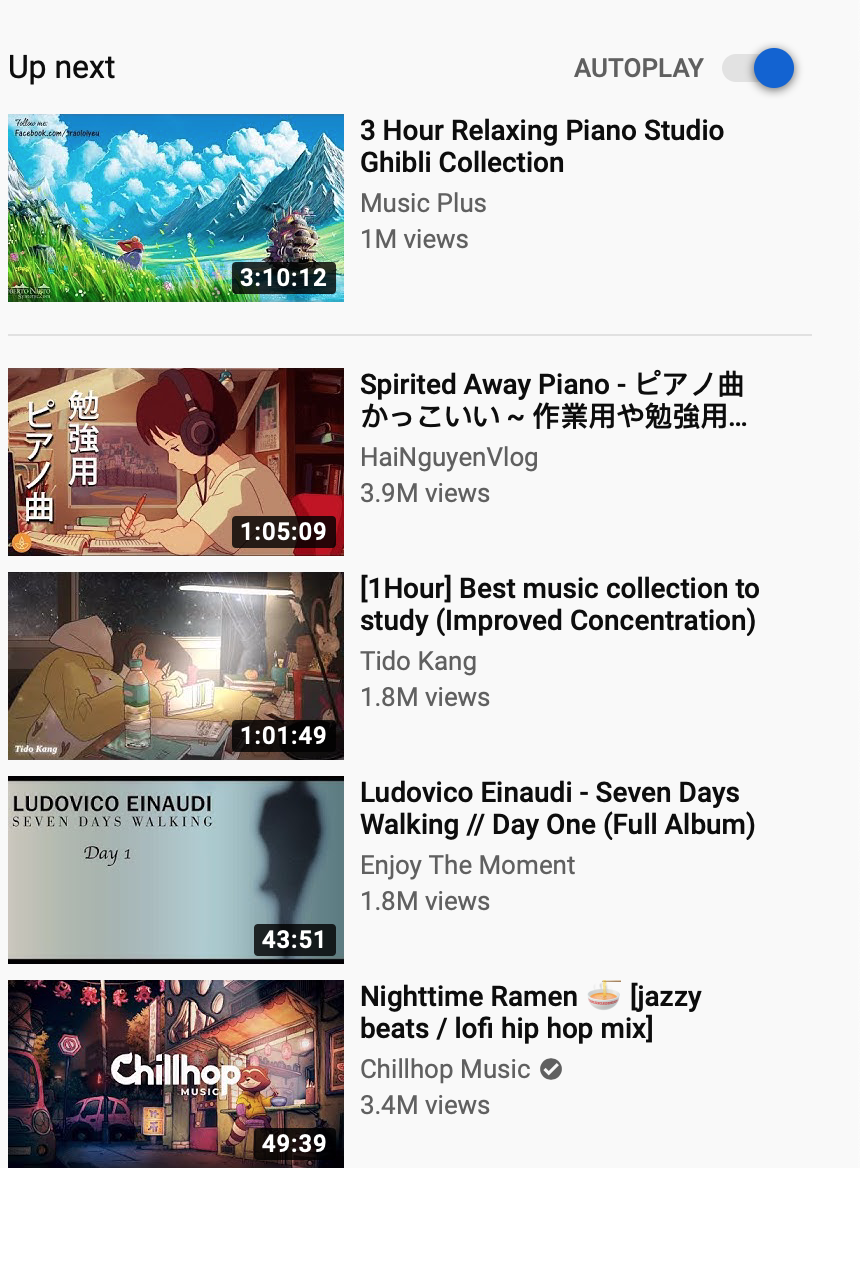 Up next
AUTOPLAY
Follow me:
3:10:12
3 Hour Relaxing Piano Studio
Ghibli Collection
Music Plus
1M views
勉強用
ピアノ曲
1:05:09
Spirited Away Piano - ピアノ曲
かっこいい ~ 作業用や勉強用...
HaiNguyenVlog
3.9M views
Tido Kang
1:01:49
[1Hour] Best music collection to
study (Improved Concentration)
Tido Kang
1.8M views
LUDOVICO EINAUDI
SEVEN DAYS WALKING
Day 1
43:51
Ludovico Einaudi - Seven Days
Walking // Day One (Full Album)
Enjoy The Moment
1.8M views
Chillhop
MUSIC
49:39
Nighttime Ramen 🍜 [jazzy
beats / lofi hip hop mix]
Chillhop Music
3.4M views